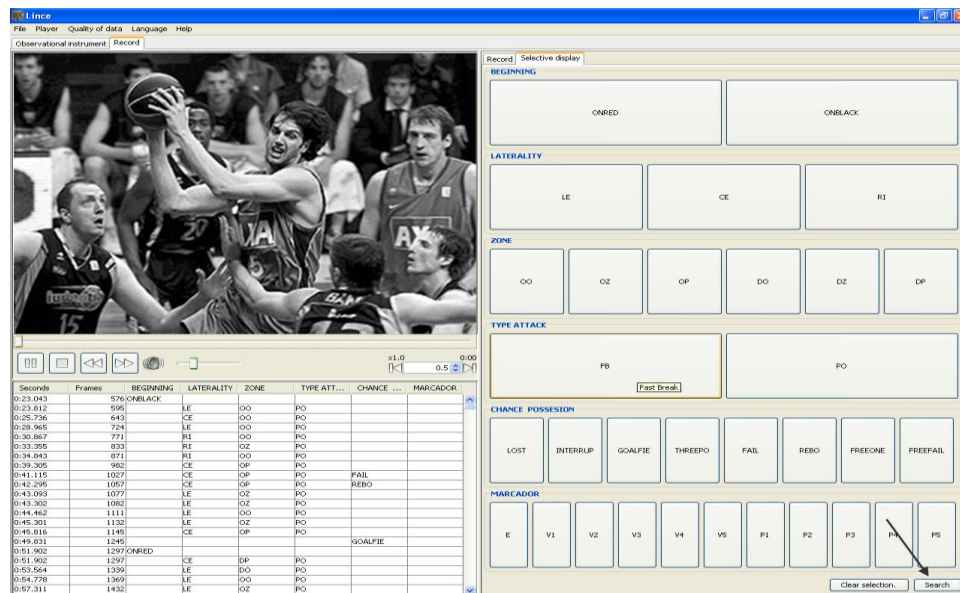 Lince
File Player Quality of data Language Help
Observational instrument Record
Record Selective display
BEGINNING
ONRED ONBLACK
LATERALITY
LE CE RI
ZONE
OO OZ OP DO DZ DP
TYPE ATTACK
FB PO
Fast Break
CHANCE POSSESION
LOST INTERRUP GOALFIE THREEPO FAIL REBO FREEONE FREEFAIL
MARCADOR
E V1 V2 V3 V4 V5 P1 P2 P3 P4 P5
Clear selection. Search
AX
20
15
x1.0 0:00
0.5
Seconds Frames BEGINNING LATERALITY ZONE TYPE ATT... CHANCE ... MARCADOR
0:23.043 576 ONBLACK
0:23.812 595 LE OO PO
0:25.736 643 CE OO PO
0:28.965 724 LE OO PO
0:30.867 771 RI OO PO
0:33.355 833 RI OZ PO
0:34.843 871 RI OO PO
0:39.305 982 CE OP PO
0:41.115 1027 CE OP PO FAIL
0:42.295 1057 CE OP PO REBO
0:43.093 1077 LE OZ PO
0:43.302 1082 LE OZ PO
0:44.462 1111 LE OO PO
0:45.301 1132 LE OZ PO
0:45.816 1145 CE OP PO
0:49.831 1245 GOALFIE
0:51.902 1297 ONRED
0:51.902 1297 CE DP PO
0:53.564 1339 LE DO PO
0:54.778 1369 LE OO PO
0:57.311 1432 LE OZ PO